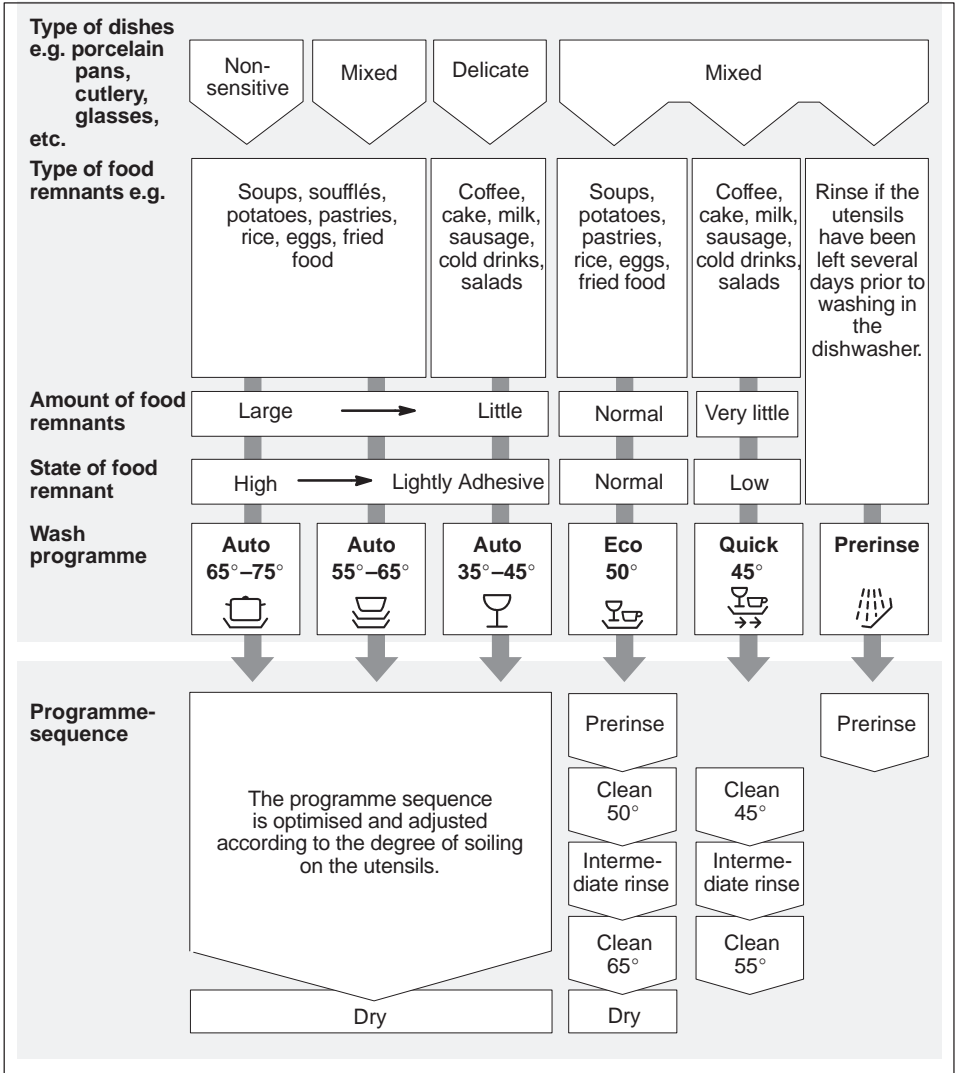 Type of dishes
e.g. porcelain
pans,
cutlery,
glasses,
etc.
Non-
sensitive
Mixed
Delicate
Mixed
Type of food
remnants e.g.
Soups, soufflés,
potatoes, pastries,
rice, eggs, fried
food
Coffee,
cake, milk,
sausage,
cold drinks,
salads
Soups,
potatoes,
pastries,
rice, eggs,
fried food
Coffee,
cake, milk,
sausage,
cold drinks,
salads
Rinse if the
utensils
have been
left several
days prior to
washing in
the
dishwasher.
Amount of food
remnants
Large
Little
Normal
Very little
State of food
remnant
High
Lightly Adhesive
Normal
Low
Wash
programme
Auto
65°–75°
Auto
55°–65°
Auto
35°–45°
Eco
50°
Quick
45°
Prerinse
Programme-
sequence
The programme sequence
is optimised and adjusted
according to the degree of soiling
on the utensils.
Dry
Prerinse
Clean
50°
Interme-
diate rinse
Clean
65°
Dry
Clean
45°
Interme-
diate rinse
Clean
55°
Prerinse